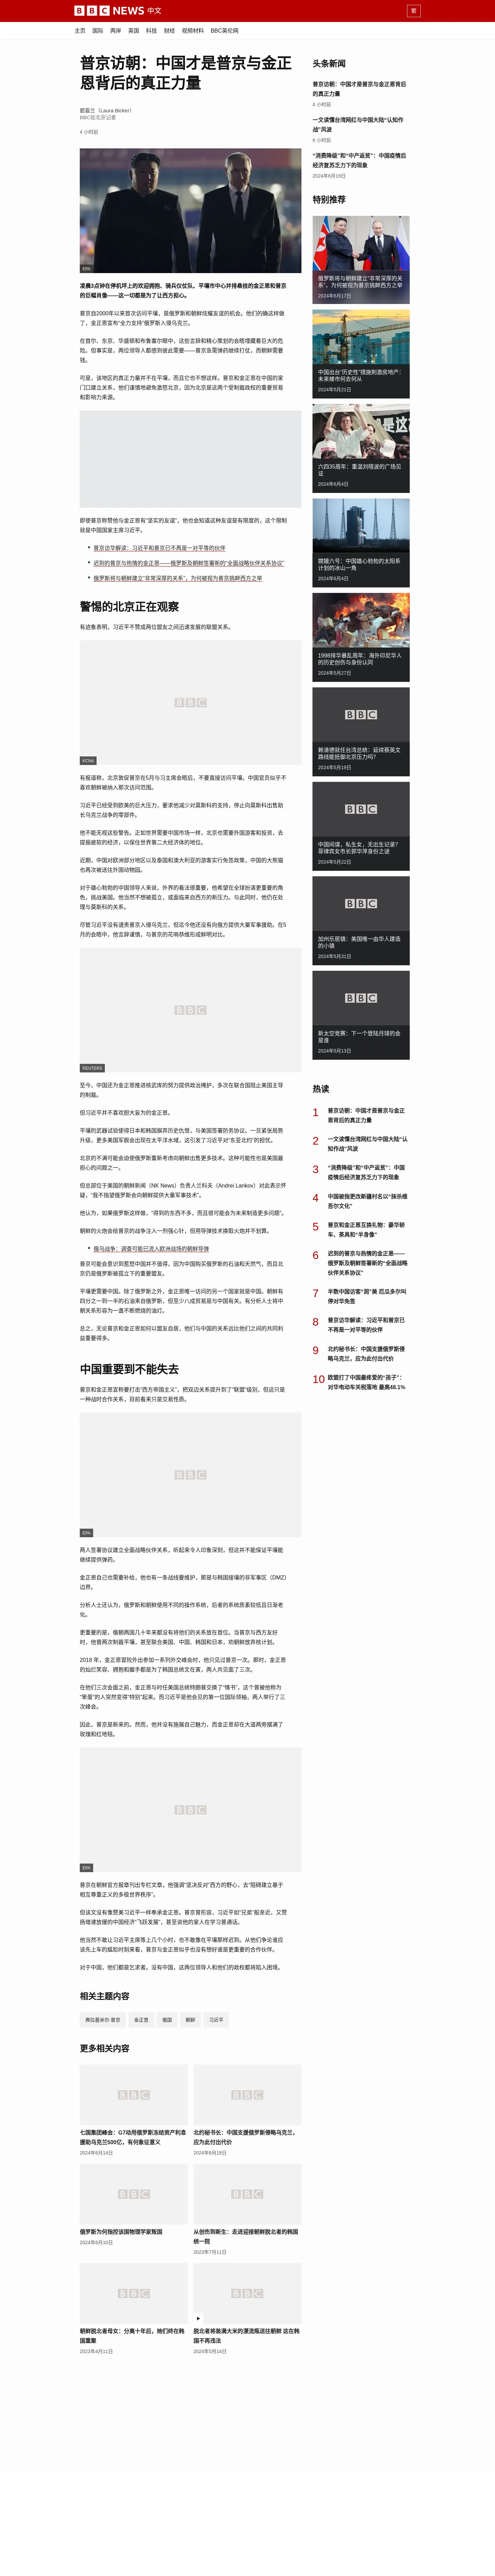 BBC NEWS 中文
繁
主页 国际 两岸 英国 科技 财经 视频材料 BBC英伦网
普京访朝：中国才是普京与金正
恩背后的真正力量
碧嘉兰（Laura Bicker）
BBC驻北京记者
4 小时前
EPA
凌晨3点钟在停机坪上的欢迎拥抱、骑兵仪仗队、平壤市中心并排悬挂的金正恩和普京
的巨幅肖像——这一切都是为了让西方担心。
普京自2000年以来首次访问平壤，是俄罗斯和朝鲜炫耀友谊的机会。他们的确这样做
了，金正恩宣布“全力支持”俄罗斯入侵乌克兰。
在首尔、东京、华盛顿和布鲁塞尔眼中，这些言辞和精心策划的会晤埋藏着巨大的危
险。但事实是，两位领导人都感到彼此需要——普京急需弹药继续打仗，而朝鲜需要
钱。
可是，该地区的真正力量并不在平壤，而且它也不想这样。普京和金正恩在中国的家
门口建立关系，他们谨慎地避免激怒北京，因为北京是这两个受制裁政权的重要贸易
和影响力来源。
即使普京称赞他与金正恩有“坚实的友谊”，他也会知道这种友谊是有限度的，这个限制
就是中国国家主席习近平。
普京访华解读：习近平和普京已不再是一对平等的伙伴
迟到的普京与热情的金正恩——俄罗斯及朝鲜签署新的“全面战略伙伴关系协议”
俄罗斯将与朝鲜建立“非常深厚的关系”，为何被视为普京挑衅西方之举
警惕的北京正在观察
有迹象表明，习近平不赞成两位盟友之间迅速发展的联盟关系。
BBC
KCNA
有报道称，北京敦促普京在5月与习主席会晤后，不要直接访问平壤。中国官员似乎不
喜欢朝鲜被纳入那次访问范围。
习近平已经受到欧美的巨大压力，要求他减少对莫斯科的支持，停止向莫斯科出售助
长乌克兰战争的零部件。
他不能无视这些警告。正如世界需要中国市场一样，北京也需要外国游客和投资，去
提振疲软的经济，以保住世界第二大经济体的地位。
近期，中国对欧洲部分地区以及泰国和澳大利亚的游客实行免签政策，中国的大熊猫
也再次被送往外国动物园。
对于雄心勃勃的中国领导人来说，外界的看法很重要，他希望在全球扮演更重要的角
色，挑战美国。他当然不想被孤立，或面临来自西方的新压力。与此同时，他仍在处
理与莫斯科的关系。
尽管习近平没有谴责普京入侵乌克兰，但迄今他还没有向俄方提供大量军事援助。在5
月的会晤中，他言辞谨慎，与普京的花哨恭维形成鲜明对比。
BBC
REUTERS
至今，中国还为金正恩推进核武库的努力提供政治掩护，多次在联合国阻止美国主导
的制裁。
但习近平并不喜欢胆大妄为的金正恩。
平壤的武器试验使得日本和韩国摒弃历史仇恨，与美国签署防务协议。一旦紧张局势
升级，更多美国军舰会出现在太平洋水域，这引发了习近平对“东亚北约”的担忧。
北京的不满可能会迫使俄罗斯重新考虑向朝鲜出售更多技术。这种可能性也是美国最
担心的问题之一。
但总部位于美国的朝鲜新闻（NK News）负责人兰科夫（Andrei Lankov）对此表示怀
疑，“我不指望俄罗斯会向朝鲜提供大量军事技术”。
他认为，如果俄罗斯这样做，“得到的东西不多，而且很可能会为未来制造更多问题”。
朝鲜的火炮会给普京的战争注入一剂强心针，但用导弹技术换取火炮并不划算。
俄乌战争：调查可能已流入欧洲战场的朝鲜导弹
普京可能会意识到惹怒中国并不值得，因为中国购买俄罗斯的石油和天然气，而且北
京仍是俄罗斯被孤立下的重要盟友。
平壤更需要中国。除了俄罗斯之外，金正恩唯一访问的另一个国家就是中国。朝鲜有
四分之一到一半的石油来自俄罗斯，但至少八成贸易是与中国有关。有分析人士将中
朝关系形容为一盏不断燃烧的油灯。
总之，无论普京和金正恩如何以盟友自居，他们与中国的关系远比他们之间的共同利
益重要得多。
中国重要到不能失去
普京和金正恩宣称要打击“西方帝国主义”，把双边关系提升到了“联盟”级别，但这只是
一种战时合作关系，目前看来只是交易性质。
BBC
EPA
两人签署协议建立全面战略伙伴关系，听起来令人印象深刻，但这并不能保证平壤能
继续提供弹药。
金正恩自己也需要补给，他也有一条战线要维护，那是与韩国接壤的非军事区（DMZ）
边界。
分析人士还认为，俄罗斯和朝鲜使用不同的操作系统，后者的系统质素较低且日渐老
化。
更重要的是，俄朝两国几十年来都没有将他们的关系放在首位。当普京与西方友好
时，他曾两次制裁平壤，甚至联合美国、中国、韩国和日本，劝朝鲜放弃核计划。
2018 年，金正恩冒险外出参加一系列外交峰会时，他只见过普京一次。那时，金正恩
的灿烂笑容、拥抱和握手都是为了韩国总统文在寅，两人共见面了三次。
在他们三次会面之前，金正恩与时任美国总统特朗普交换了“情书”，这个曾被他称为
“笨蛋”的人突然变得“特别”起来。而习近平是他会见的第一位国际领袖，两人举行了三
次峰会。
因此，普京是新来的。然而，他并没有施展自己魅力，而金正恩却在大道两旁摆满了
玫瑰和红地毯。
BBC
EPA
普京在朝鲜官方报章刊出专栏文章，他强调“坚决反对”西方的野心，去“阻碍建立基于
相互尊重正义的多极世界秩序”。
但该文没有像赞美习近平一样奉承金正恩。普京曾形容，习近平如“兄弟”般亲近，又赞
扬增速放缓的中国经济“飞跃发展”，甚至说他的家人在学习普通话。
他当然不敢让习近平主席等上几个小时，也不敢像在平壤那样迟到。从他们争论谁应
该先上车的尴尬时刻来看，普京与金正恩似乎也没有想好谁是更重要的合作伙伴。
对于中国，他们都是乞求者。没有中国，这两位领导人和他们的政权都将陷入困境。
相关主题内容
弗拉基米尔·普京 金正恩 俄国 朝鲜 习近平
更多相关内容
BBC
七国集团峰会：G7动用俄罗斯冻结资产利息
援助乌克兰500亿，有何象征意义
2024年6月14日
BBC
北约秘书长：中国支援俄罗斯侵略乌克兰，
应为此付出代价
2024年6月18日
BBC
俄罗斯为何指控该国物理学家叛国
2024年6月10日
BBC
从创伤到新生：走进迎接朝鲜脱北者的韩国
统一院
2023年7月11日
BBC
朝鲜脱北者母女：分离十年后，她们终在韩
国重聚
2023年4月11日
BBC
脱北者将装满大米的漂流瓶送往朝鲜 这在韩
国不再违法
2024年5月14日
头条新闻
普京访朝：中国才是普京与金正恩背后
的真正力量
4 小时前
一文读懂台湾网红与中国大陆“认知作
战”风波
6 小时前
“消费降级”和“中产返贫”：中国疫情后
经济复苏乏力下的现象
2024年6月19日
特别推荐
俄罗斯将与朝鲜建立“非常深厚的关
系”，为何被视为普京挑衅西方之举
2024年6月17日
中国出台“历史性”措施刺激房地产：
未来楼市何去何从
2024年5月21日
六四35周年：重温刘晓波的广场见
证
2024年6月4日
嫦娥六号：中国雄心勃勃的太阳系
计划的冰山一角
2024年6月4日
1998排华暴乱周年：海外印尼华人
的历史创伤与身份认同
2024年5月27日
BBC
赖清德就任台湾总统：延续蔡英文
路线能抵御北京压力吗？
2024年5月19日
BBC
中国间谍，私生女，无出生记录？
菲律宾女市长郭华萍身份之谜
2024年5月22日
BBC
加州乐居镇：美国唯一由华人建造
的小镇
2024年5月31日
BBC
新太空竞赛：下一个登陆月球的会
是谁
2024年5月13日
热读
1 普京访朝：中国才是普京与金正
恩背后的真正力量
2 一文读懂台湾网红与中国大陆“认
知作战”风波
3 “消费降级”和“中产返贫”：中国
疫情后经济复苏乏力下的现象
4 中国被指更改新疆村名以“抹杀维
吾尔文化”
5 普京和金正恩互换礼物：豪华轿
车、茶具和“半身像”
6 迟到的普京与热情的金正恩——
俄罗斯及朝鲜签署新的“全面战略
伙伴关系协议”
7 半数中国访客“润”美 厄瓜多尔叫
停对华免签
8 普京访华解读：习近平和普京已
不再是一对平等的伙伴
9 北约秘书长：中国支援俄罗斯侵
略乌克兰，应为此付出代价
10 欧盟打了中国最疼爱的“孩子”：
对华电动车关税落地 最高48.1%